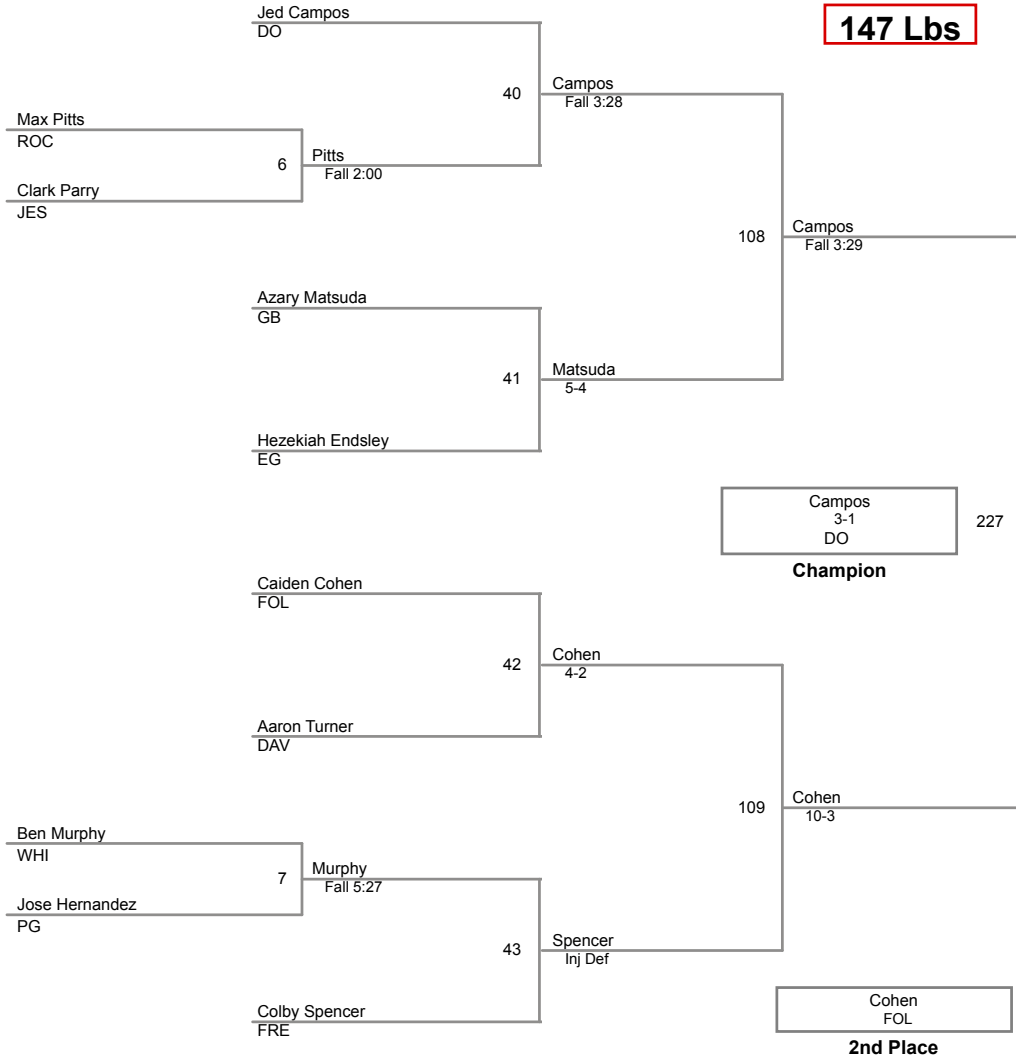 Jed Campos
DO
147 Lbs
40
Campos
Fall 3:28
Max Pitts
ROC
6
Pitts
Fall 2:00
Clark Parry
JES
108
Campos
Fall 3:29
Azary Matsuda
GB
41
Matsuda
5-4
Hezekiah Endsley
EG
Campos
3-1
DO
227
Champion
Caiden Cohen
FOL
42
Cohen
4-2
Aaron Turner
DAV
109
Cohen
10-3
Ben Murphy
WHI
7
Murphy
Fall 5:27
Jose Hernandez
PG
43
Spencer
Inj Def
Colby Spencer
FRE
Cohen
FOL
2nd Place